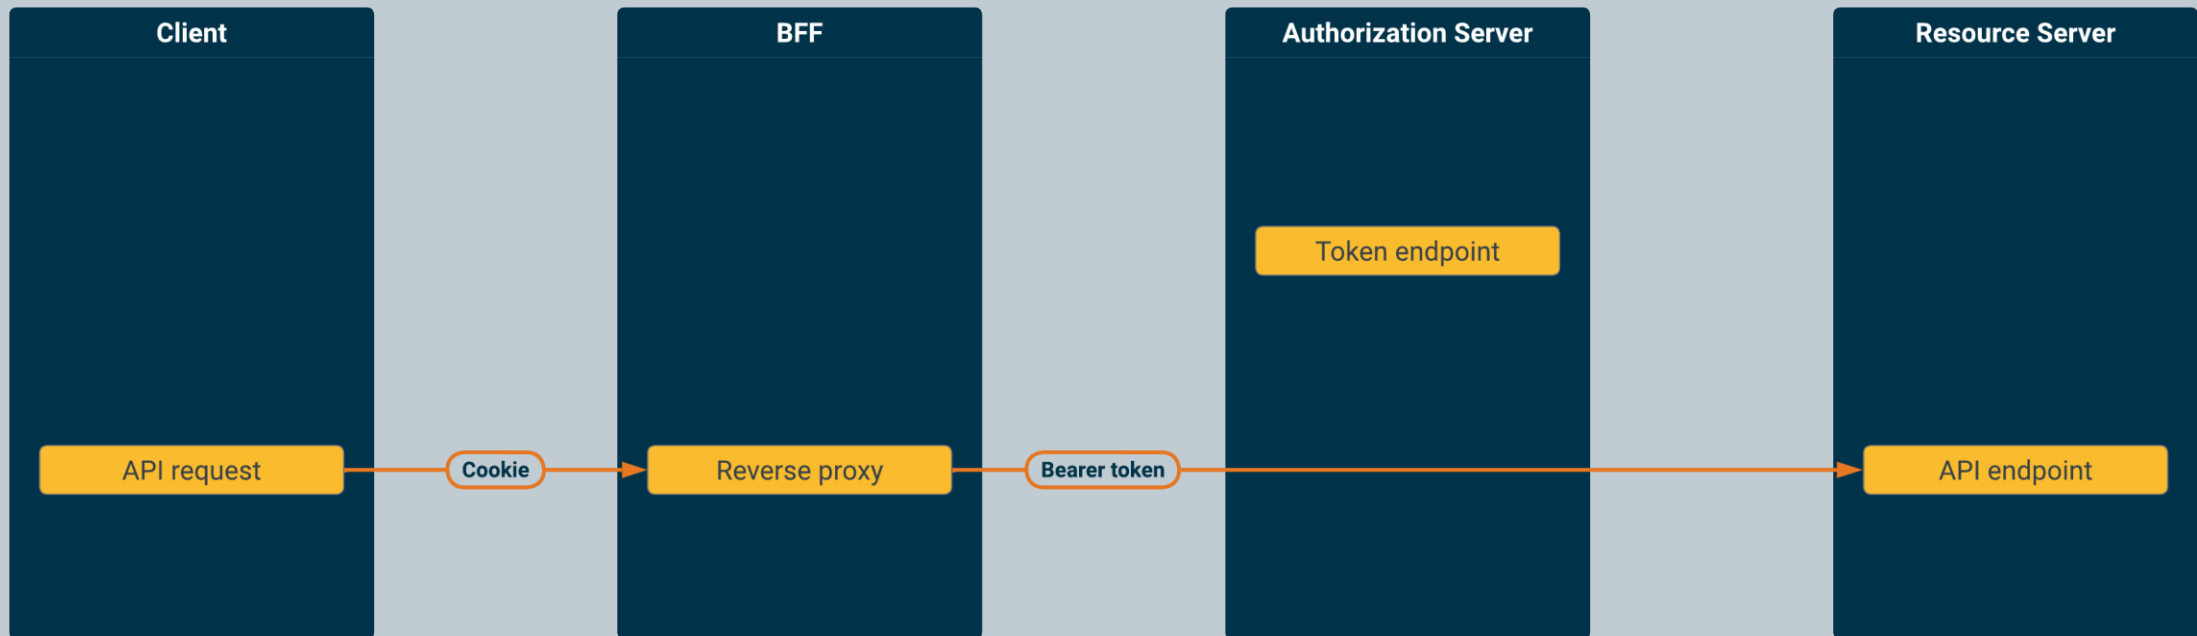 Client
BFF
Authorization Server
Resource Server
Token endpoint
API request
Cookie
Reverse proxy
Bearer token
API endpoint